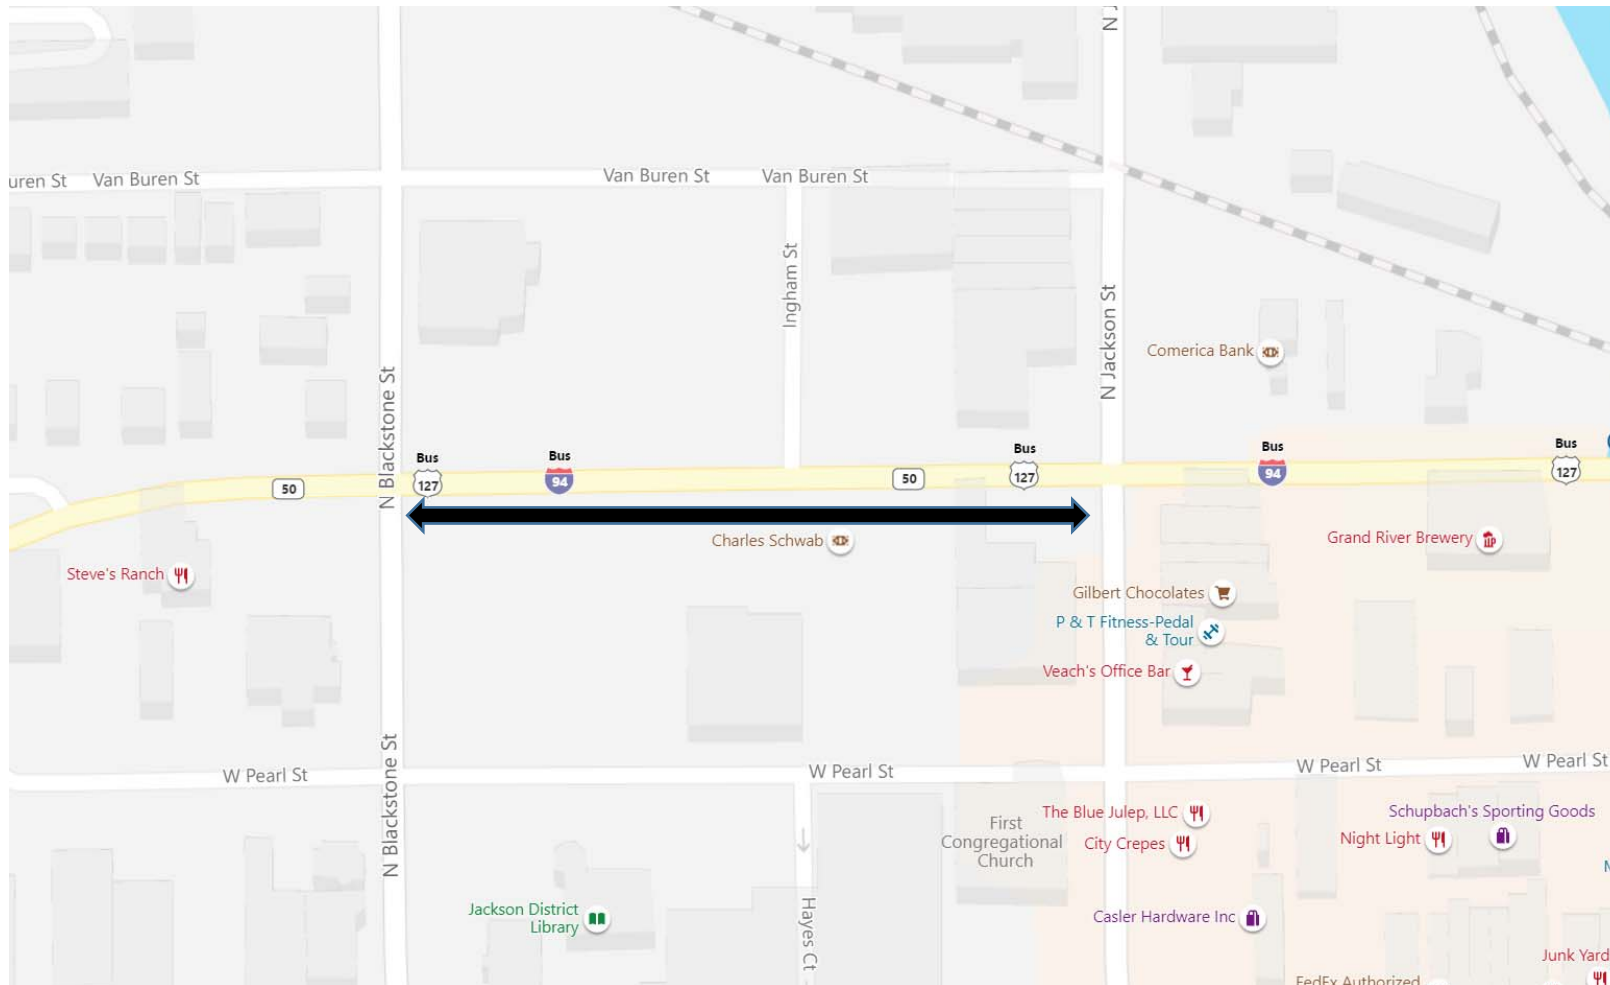 N J
uren St
Van Buren St
Van Buren St
Van Buren St
Ingham St
N Jackson St
Comerica Bank
N Blackstone St
Bus
127
Bus
94
50
50
Bus
127
Bus
94
Bus
127
Charles Schwab
Grand River Brewery
Steve's Ranch
Gilbert Chocolates
P & T Fitness-Pedal
& Tour
Veach's Office Bar
W Pearl St
N Blackstone St
W Pearl St
W Pearl St
W Pearl St
The Blue Julep, LLC
Schupbach's Sporting Goods
First
Congregational
Church
City Crepes
Night Light
Jackson District
Library
Hayes Ct
Casler Hardware Inc
Junk Yard
FedEx Authorized